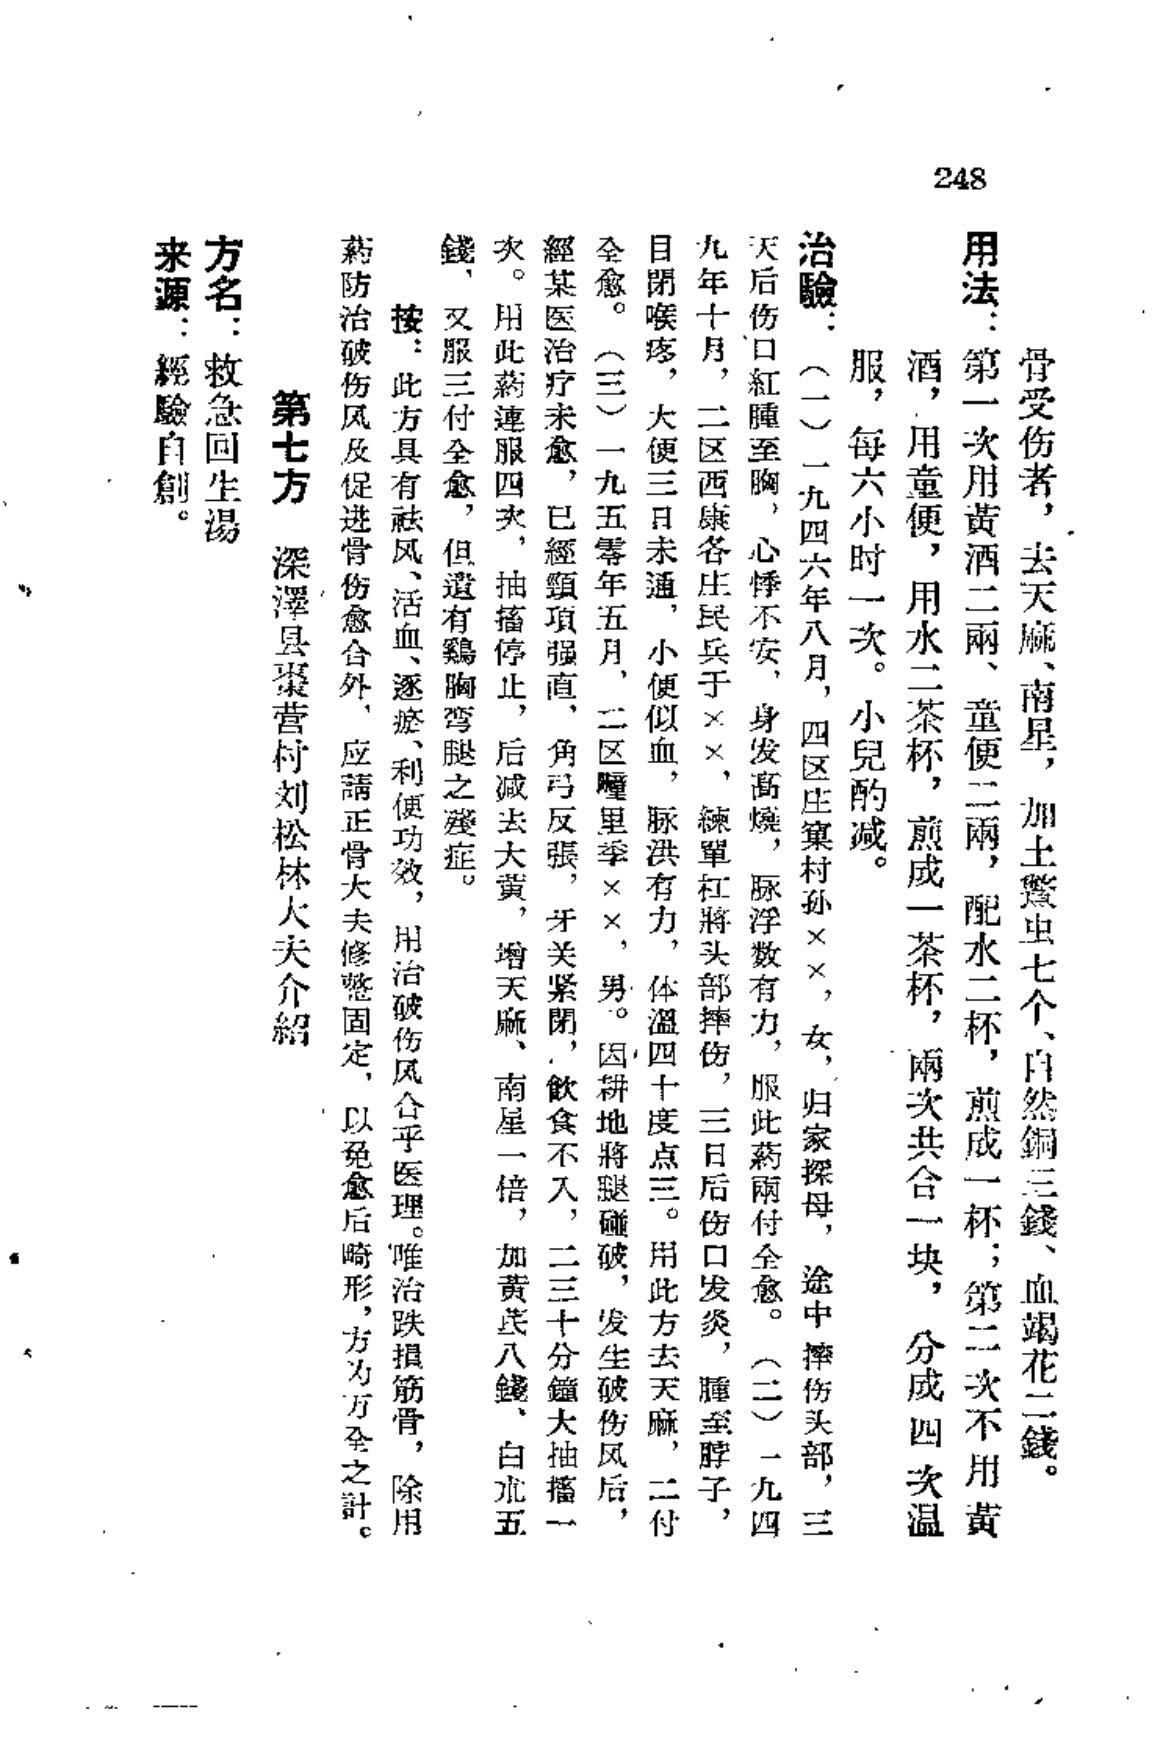 248
骨受伤者，去天麻、南星，加土鱉虫七个、自然銅三錢、血竭花二錢。
用法：第一次用黃酒二兩、童便二兩，配水二杯，煎成一杯；第二次不用黃
酒，用童便，用水二茶杯，煎成一茶杯，兩次共合一块，分成四次温
服，每六小时一次。小兒酌减。
治驗：（一）一九四六年八月，四区庄窠村孙××，女，归家探母，途中摔伤头部，三
天后伤口紅腫至胸，心悸不安，身发高燒，脉浮数有力，服此葯兩付全愈。（二）一九四
九年十月，二区西康各庄民兵于××，練單杠將头部摔伤，三日后伤口发炎，腫至脖子，
目閉喉疼，大便三日未通，小便似血，脉洪有力，体溫四十度点三。用此方去天麻，二付
全愈。（三）一九五零年五月，二区疃里季××，男。因耕地將腿碰破，发生破伤风后，
經某医治疗未愈，已經頸項强直，角弓反張，牙关紧閉，飲食不入，二三十分鐘大抽搐一
次。用此葯連服四次，抽搐停止，后减去大黄，增天麻、南星一倍，加黄芪八錢、白朮五
錢，又服三付全愈，但遺有鷄胸弯腿之殘症。
按：此方具有祛风、活血、逐瘀、利便功效，用治破伤风合乎医理。唯治跌損筋骨，除用
葯防治破伤风及促进骨伤愈合外，应請正骨大夫修整固定，以免愈后畸形，方为万全之計。
第七方　深澤县棗营村刘松林大夫介紹
方名：救急回生湯
来源：經驗自創。